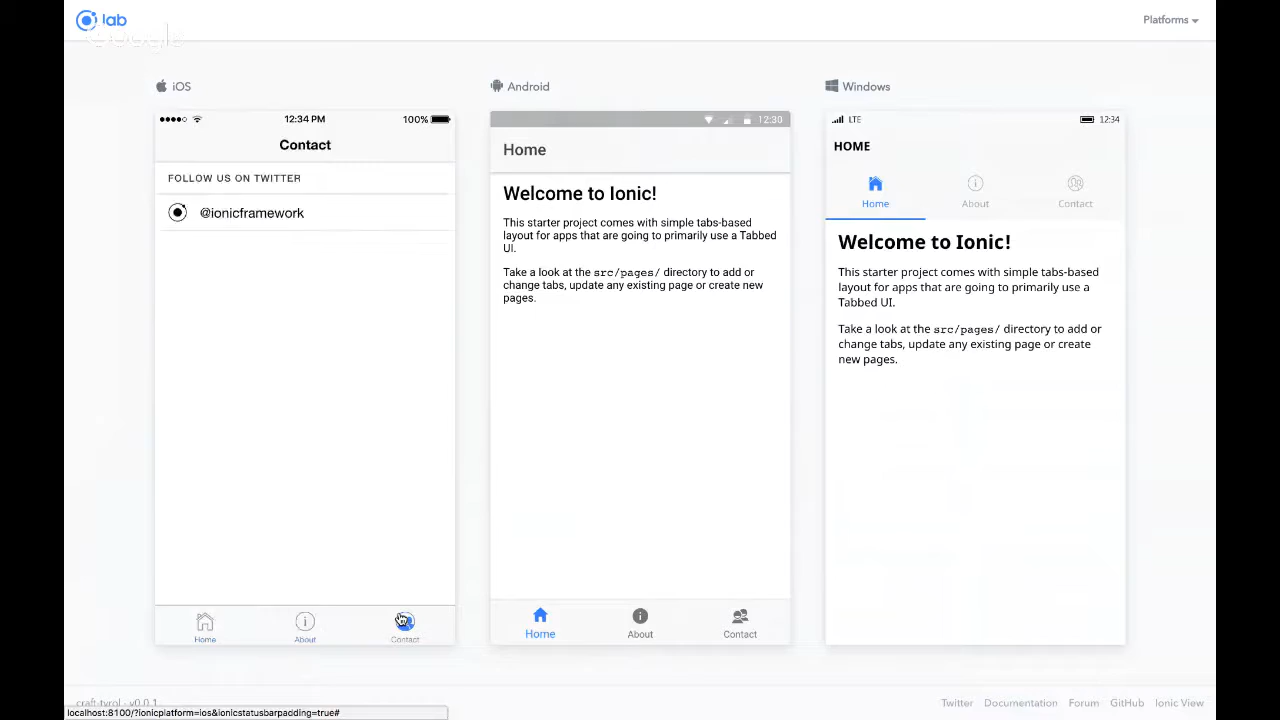 lab
Google
Platforms
iOS
Android
Windows
12:34 PM
100%
Contact
FOLLOW US ON TWITTER
@ionicframework
Home
About
Contact
12:30
Home
Welcome to Ionic!
This starter project comes with simple tabs-based
layout for apps that are going to primarily use a Tabbed
UI.
Take a look at the src/pages/ directory to add or
change tabs, update any existing page or create new
pages.
Home
About
Contact
LTE
12:34
HOME
Home
About
Contact
Welcome to Ionic!
This starter project comes with simple tabs-based
layout for apps that are going to primarily use a
Tabbed UI.
Take a look at the src/pages/ directory to add or
change tabs, update any existing page or create
new pages.
craft-tyrol - v0.0.1
Twitter
Documentation
Forum
GitHub
Ionic View
localhost:8100/?ionicplatform=ios&ionicstatusbarpadding=true#